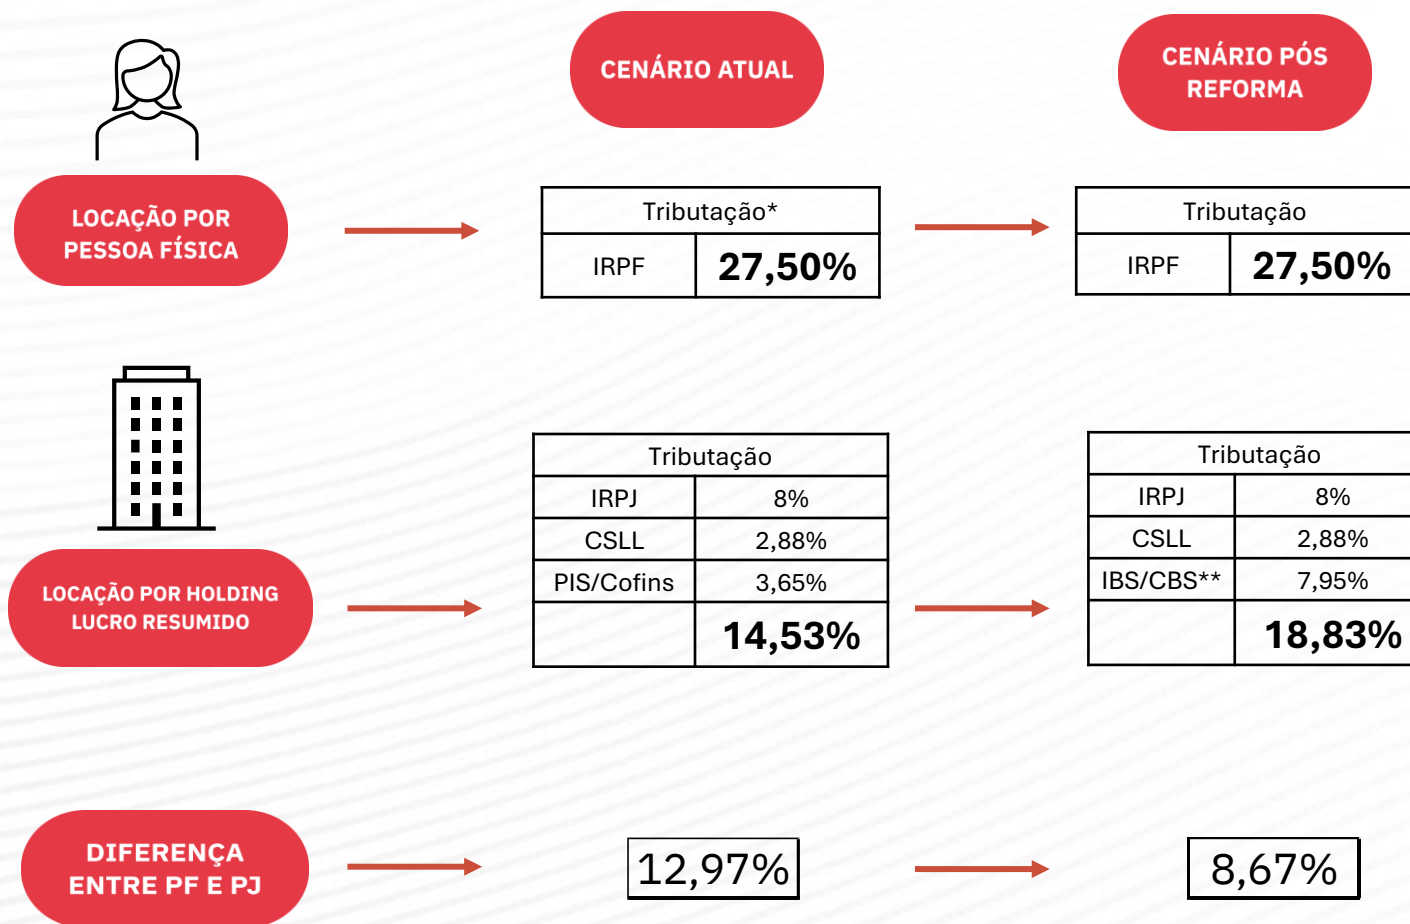 CENÁRIO ATUAL
CENÁRIO PÓS
REFORMA
LOCAÇÃO POR
PESSOA FÍSICA
Tributação*
IRPF 27,50%
Tributação
IRPF 27,50%
LOCAÇÃO POR HOLDING
LUCRO RESUMIDO
Tributação
IRPJ 8%
CSLL 2,88%
PIS/Cofins 3,65%
14,53%
Tributação
IRPJ 8%
CSLL 2,88%
IBS/CBS** 7,95%
18,83%
DIFERENÇA
ENTRE PF E PJ
12,97%
8,67%